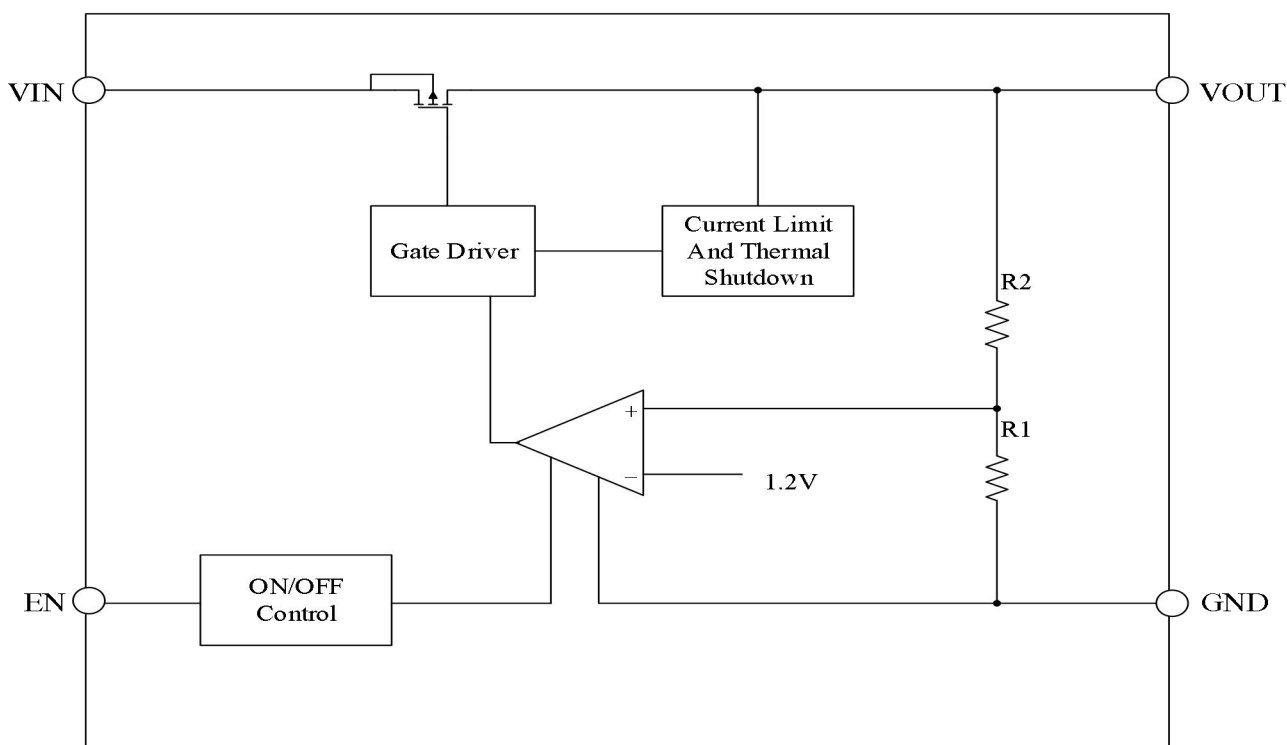 VIN
VOUT
Gate Driver
Current Limit
And Thermal
Shutdown
R2
+
R1
−
1.2V
EN
ON/OFF
Control
GND